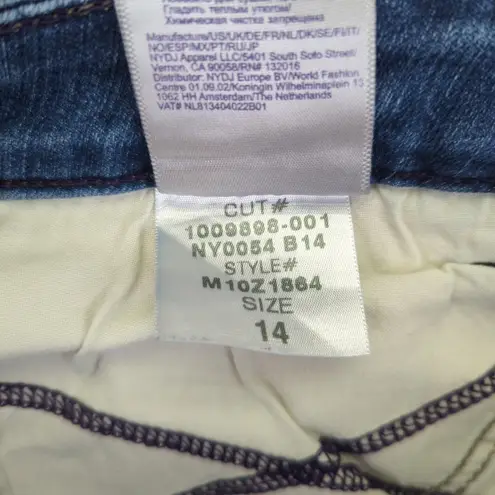 Гладить теплым утюгом/
Химическая чистка запрещена
Manufacture/US/UK/DE/FR/NL/DK/SE/FI/IT/
NO/ESP/MX/PT/RU/JP
NYDJ Apparel LLC/5401 South Soto Street/
Vernon, CA 90058/RN# 132016
Distributor: NYDJ Europe BV/World Fashion
Centre 01.09.02/Koningin Wilhelminaplein 13
1062 HH Amsterdam/The Netherlands
VAT# NL813404022B01
CUT#
1009898-001
NY0054 B14
STYLE#
M10Z1864
SIZE
14